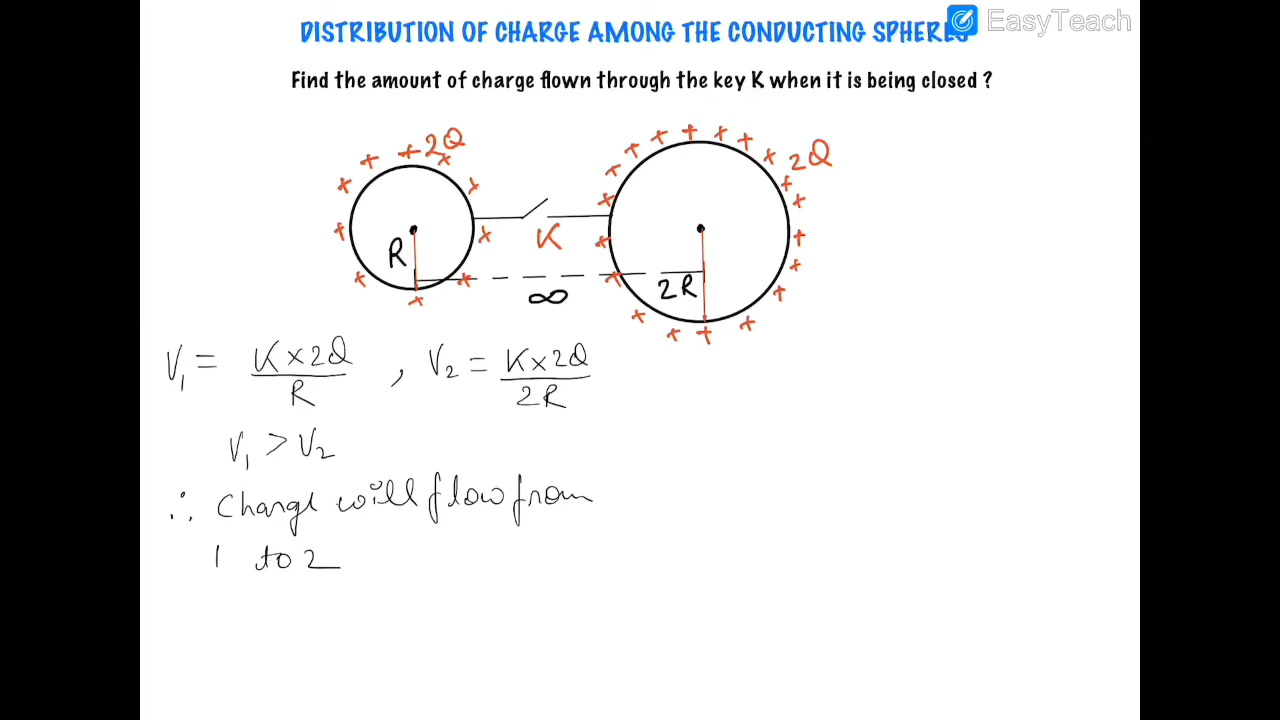 DISTRIBUTION OF CHARGE AMONG THE CONDUCTING SPHERES
EasyTeach
Find the amount of charge flown through the key K when it is being closed ?
+2Q
2Q
K
R
2R
∞
V₁ = K×2Q/R , V₂ = K×2Q/2R
V₁ > V₂
∴ Charge will flow from
1 to 2